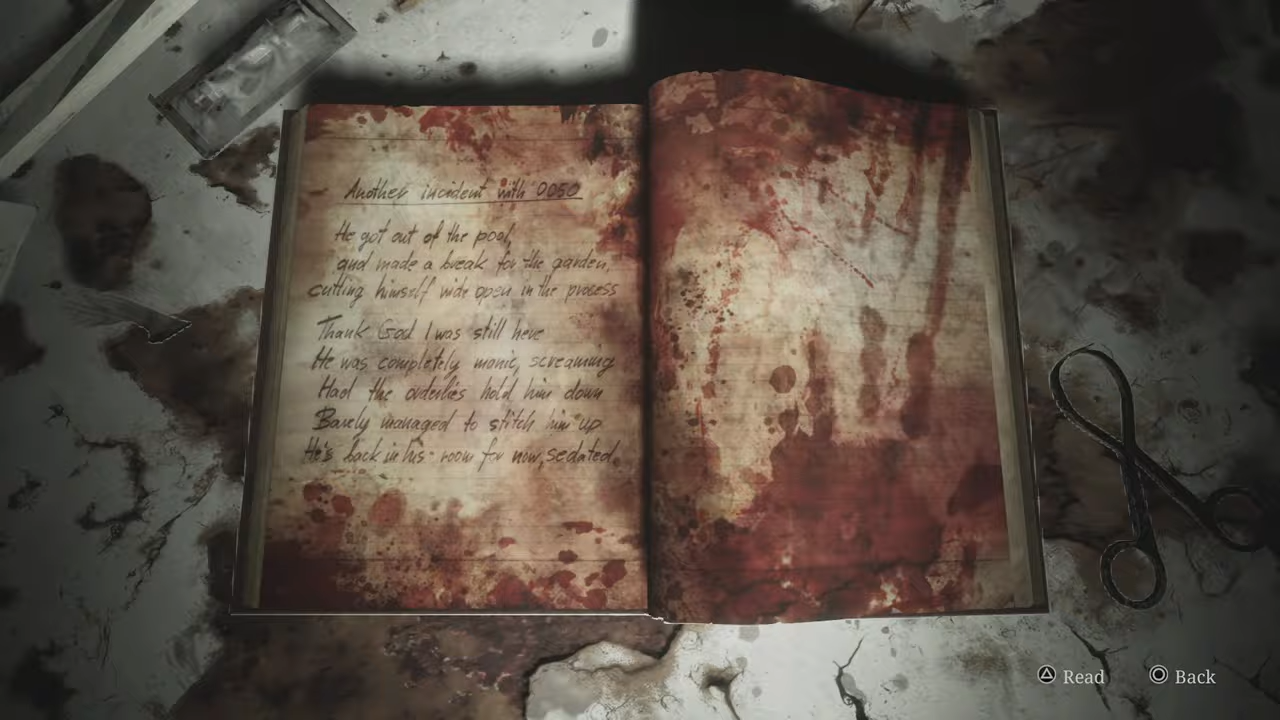 Another incident with 0050
He got out of the pool,
and made a break for the garden,
cutting himself wide open in the process
Thank God I was still here
He was completely manic, screaming
Had the orderlies hold him down
Barely managed to stitch him up
He's back in his room for now, sedated.
Read
Back